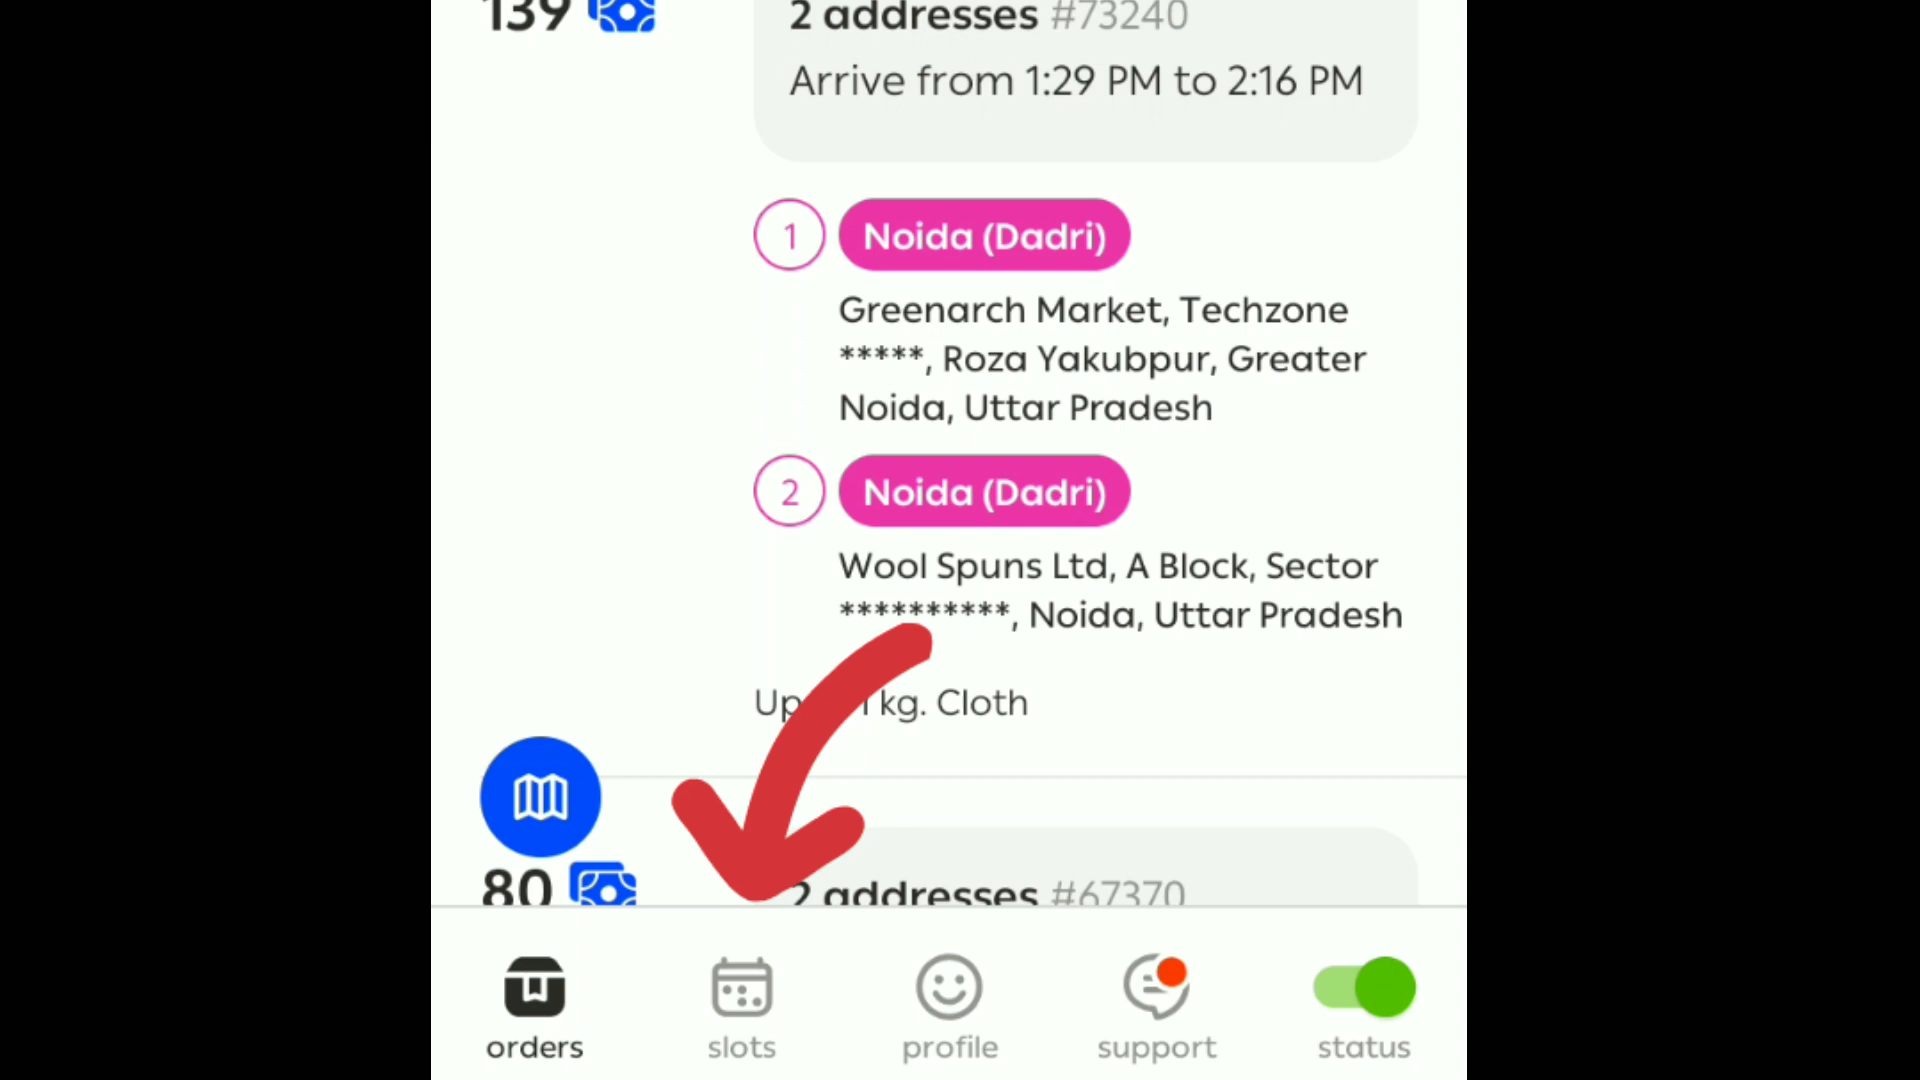 139
2 addresses #73240
Arrive from 1:29 PM to 2:16 PM
1 Noida (Dadri)
Greenarch Market, Techzone
*****, Roza Yakubpur, Greater
Noida, Uttar Pradesh
2 Noida (Dadri)
Wool Spuns Ltd, A Block, Sector
**********, Noida, Uttar Pradesh
kg. Cloth
80
2 addresses #67370
orders
slots
profile
support
status